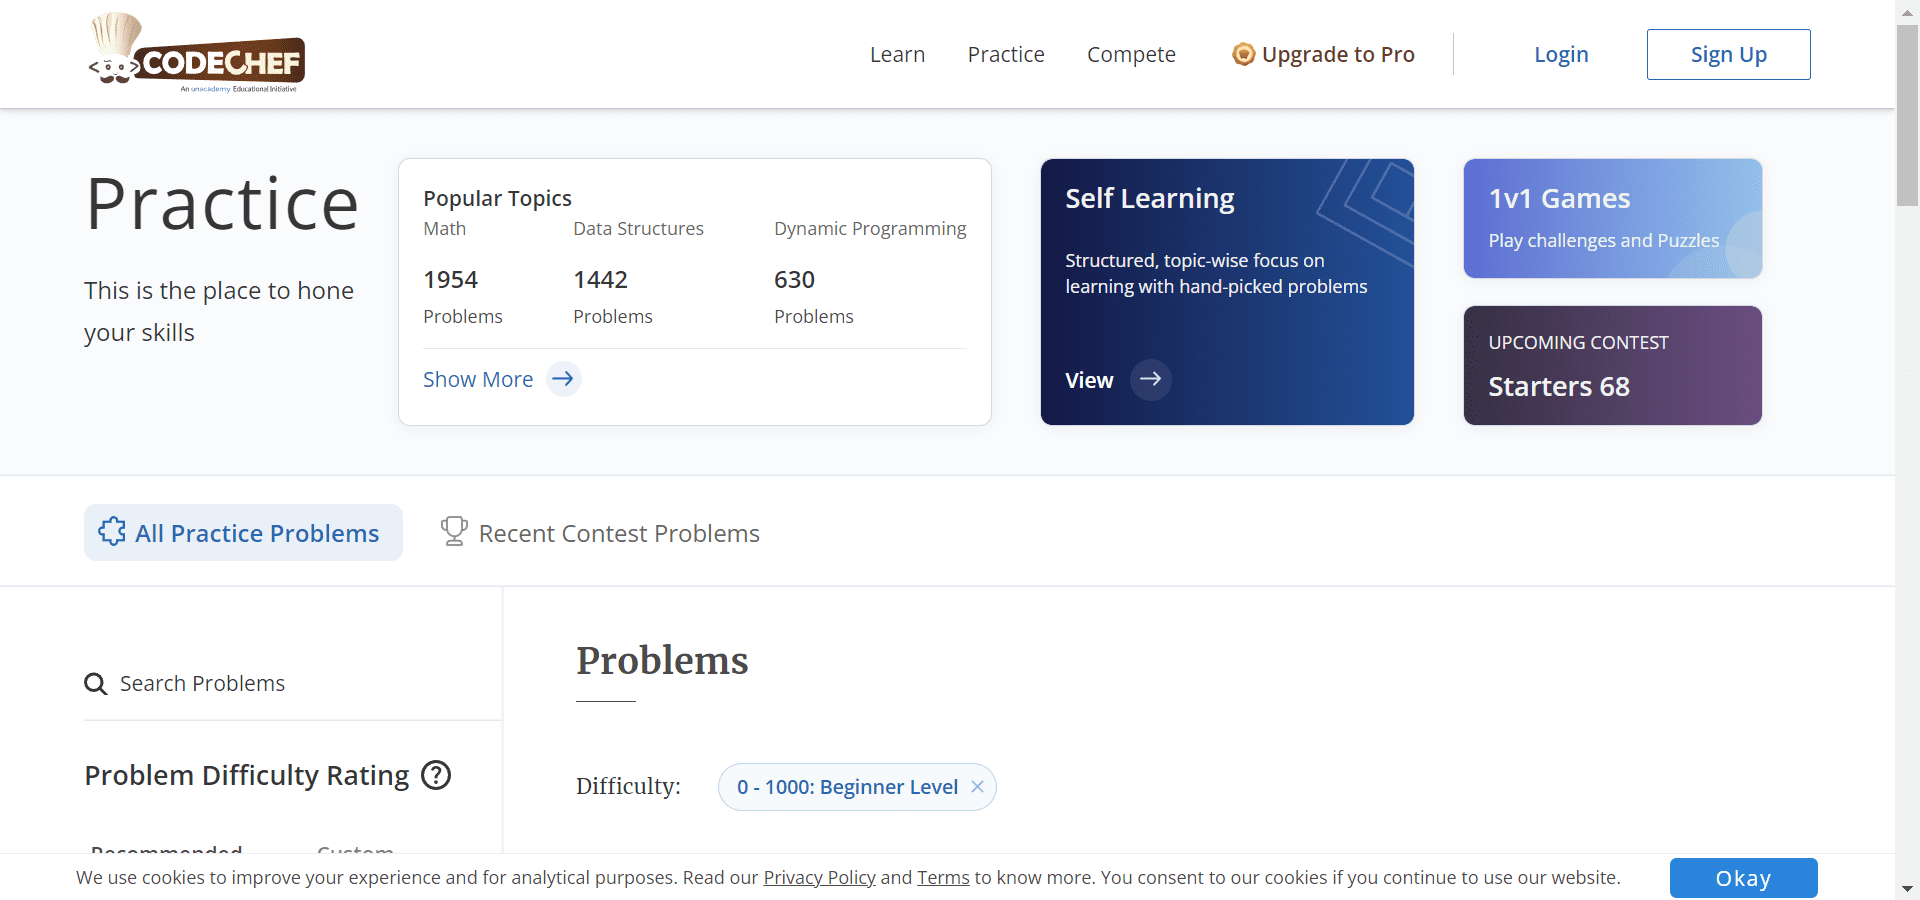 CODECHEF
An unacademy Educational Initiative
Learn Practice Compete Upgrade to Pro Login Sign Up
Practice
This is the place to hone
your skills
Popular Topics
Math Data Structures Dynamic Programming
1954 1442 630
Problems Problems Problems
Show More
Self Learning
Structured, topic-wise focus on
learning with hand-picked problems
View
1v1 Games
Play challenges and Puzzles
UPCOMING CONTEST
Starters 68
All Practice Problems Recent Contest Problems
Search Problems
Problem Difficulty Rating ?
Recommended Custom
Problems
Difficulty: 0 - 1000: Beginner Level ×
We use cookies to improve your experience and for analytical purposes. Read our Privacy Policy and Terms to know more. You consent to our cookies if you continue to use our website. Okay